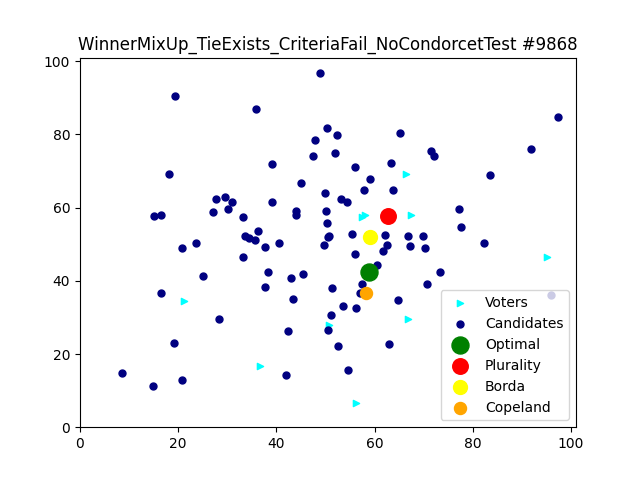 WinnerMixUp_TieExists_CriteriaFail_NoCondorcetTest #9868
100
80
60
40
20
0
0 20 40 60 80 100
Voters
Candidates
Optimal
Plurality
Borda
Copeland